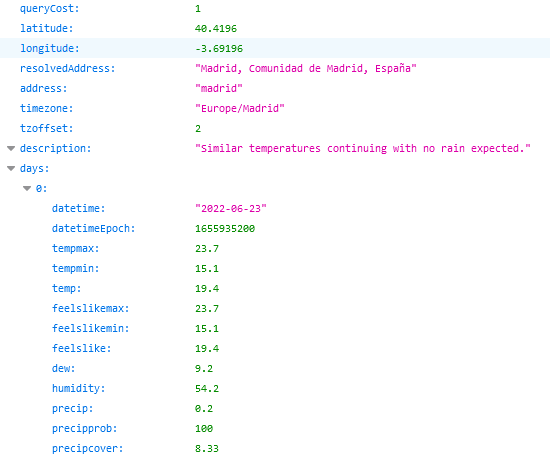 queryCost: 1
latitude: 40.4196
longitude: -3.69196
resolvedAddress: "Madrid, Comunidad de Madrid, España"
address: "madrid"
timezone: "Europe/Madrid"
tzoffset: 2
description: "Similar temperatures continuing with no rain expected."
days:
0:
datetime: "2022-06-23"
datetimeEpoch: 1655935200
tempmax: 23.7
tempmin: 15.1
temp: 19.4
feelslikemax: 23.7
feelslikemin: 15.1
feelslike: 19.4
dew: 9.2
humidity: 54.2
precip: 0.2
precipprob: 100
precipcover: 8.33